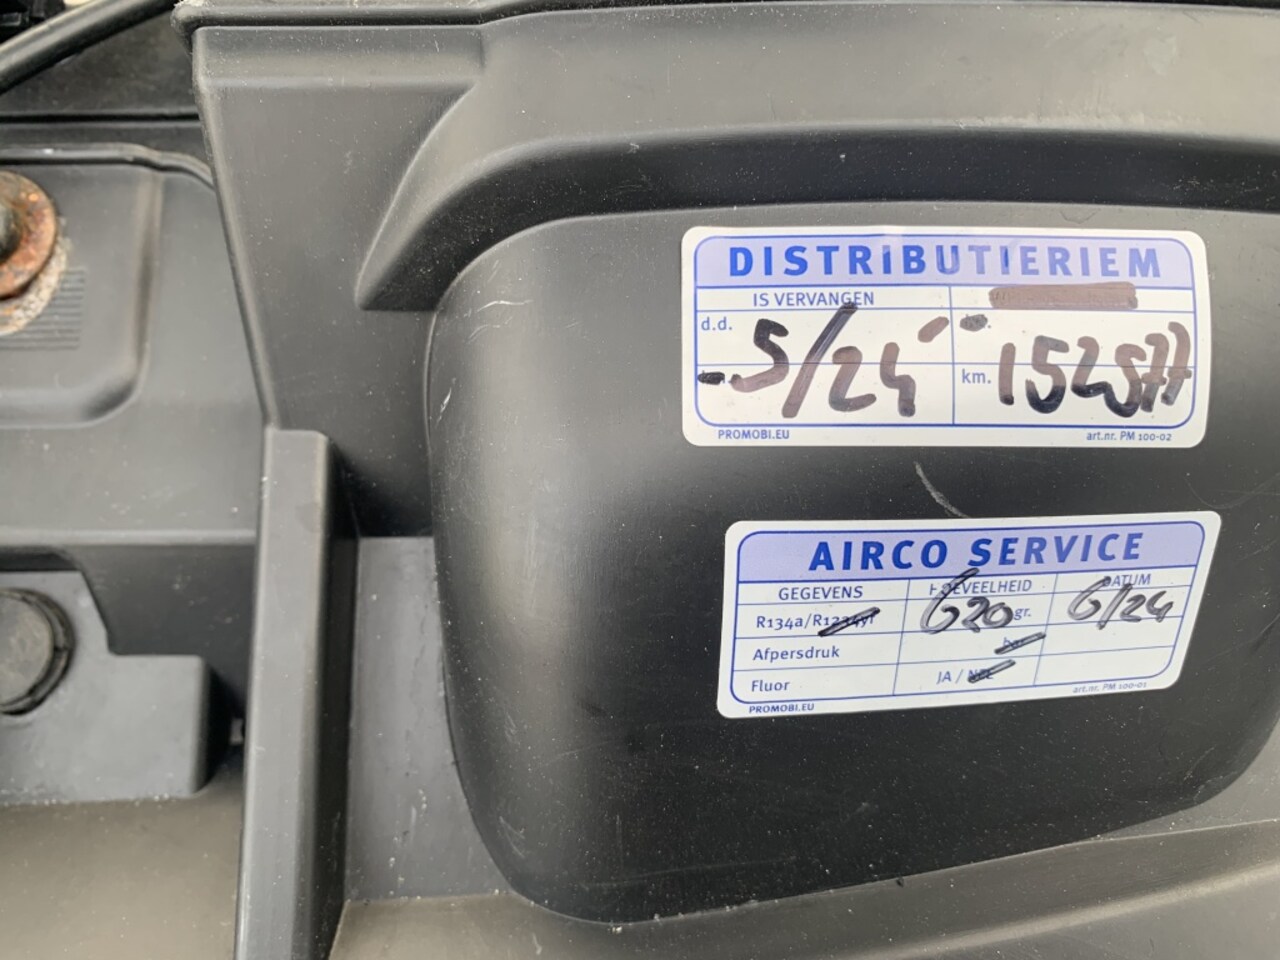 DISTRIBUTIERIEM
IS VERVANGEN
d.d. 5/24 km. 152577
PROMOBI.EU art.nr. PM 100-02
AIRCO SERVICE
GEGEVENS HOEVEELHEID DATUM
R134a/R1234yf 620 gr. 6/24
Afpersdruk bar
Fluor JA / NEE
PROMOBI.EU art.nr. PM 100-01